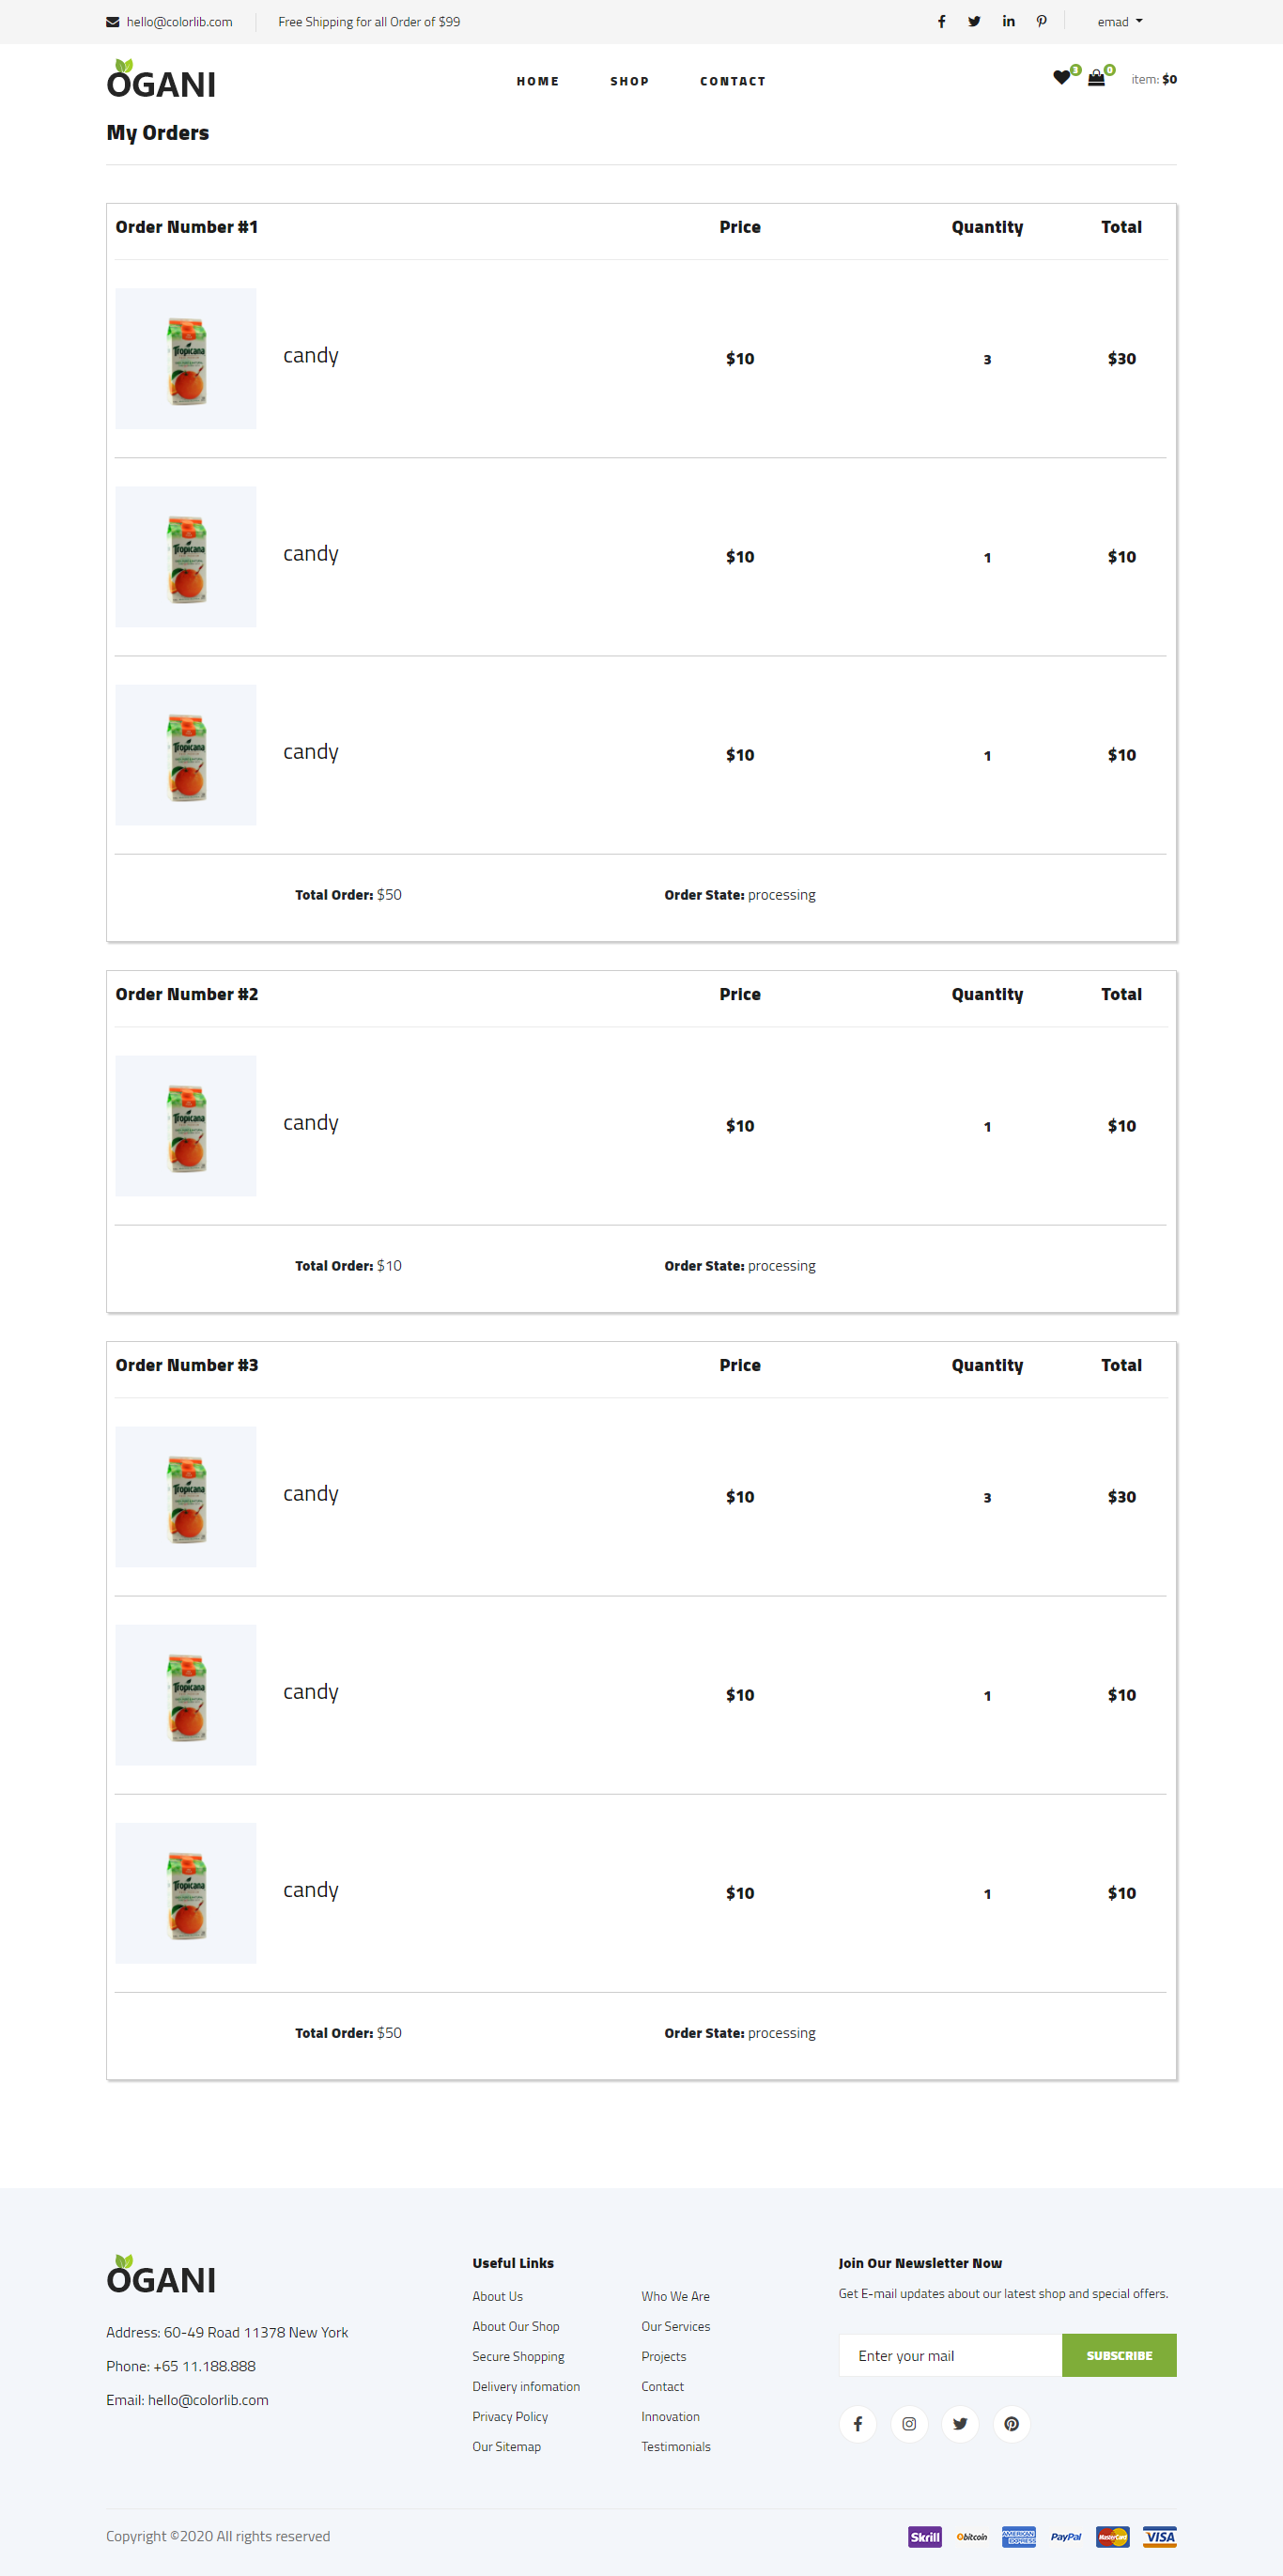 hello@colorlib.com
Free Shipping for all Order of $99
emad
OGANI
HOME SHOP CONTACT
3 0 item: $0
My Orders
Order Number #1 Price Quantity Total
Tropicana
candy $10 3 $30
Tropicana
candy $10 1 $10
Tropicana
candy $10 1 $10
Total Order: $50 Order State: processing
Order Number #2 Price Quantity Total
Tropicana
candy $10 1 $10
Total Order: $10 Order State: processing
Order Number #3 Price Quantity Total
Tropicana
candy $10 3 $30
Tropicana
candy $10 1 $10
Tropicana
candy $10 1 $10
Total Order: $50 Order State: processing
OGANI
Address: 60-49 Road 11378 New York
Phone: +65 11.188.888
Email: hello@colorlib.com
Useful Links
About Us
About Our Shop
Secure Shopping
Delivery infomation
Privacy Policy
Our Sitemap
Who We Are
Our Services
Projects
Contact
Innovation
Testimonials
Join Our Newsletter Now
Get E-mail updates about our latest shop and special offers.
Enter your mail SUBSCRIBE
Copyright ©2020 All rights reserved
Skrill bitcoin AMERICAN EXPRESS PayPal MasterCard VISA